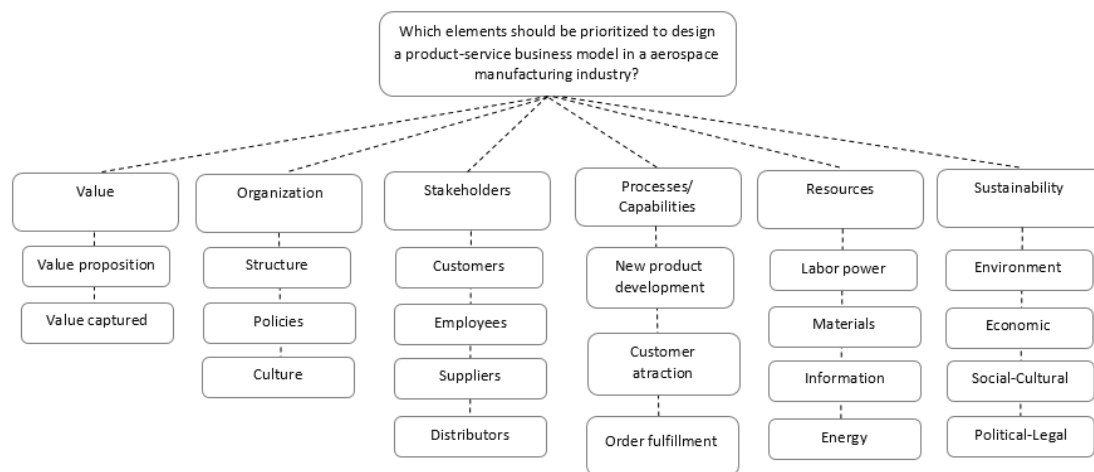 Which elements should be prioritized to design
a product-service business model in a aerospace
manufacturing industry?
Value
Organization
Stakeholders
Processes/
Capabilities
Resources
Sustainability
Value proposition
Structure
Customers
New product
development
Labor power
Environment
Value captured
Policies
Employees
Customer
atraction
Materials
Economic
Culture
Suppliers
Information
Social-Cultural
Distributors
Order fulfillment
Energy
Political-Legal